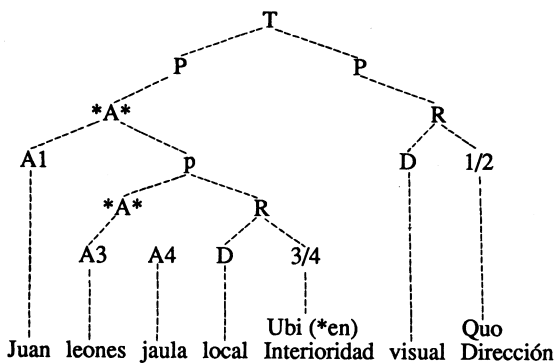 T
P P
*A* R
A1 p D 1/2
*A* R
A3 A4 D 3/4
Ubi (*en) Quo
Juan leones jaula local Interioridad visual Dirección